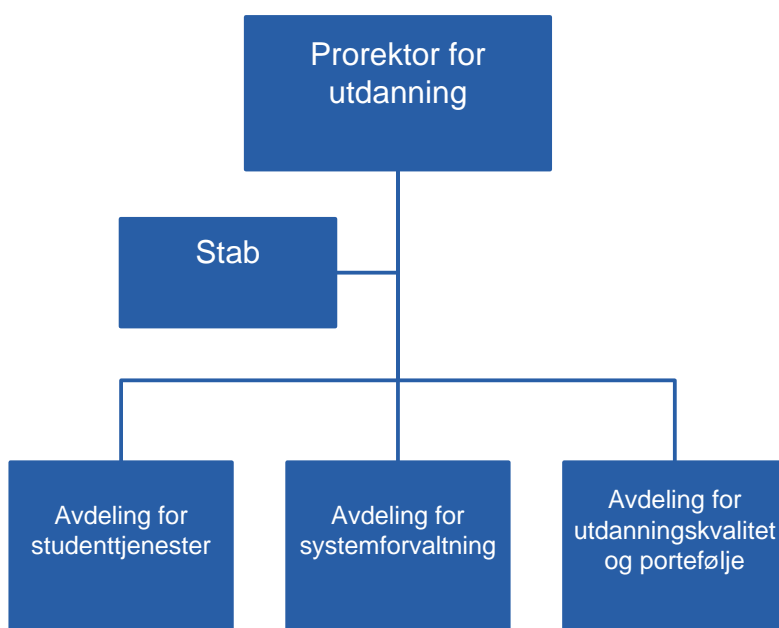 Prorektor for
utdanning
Stab
Avdeling for
studenttjenester
Avdeling for
systemforvaltning
Avdeling for
utdanningskvalitet
og portefølje